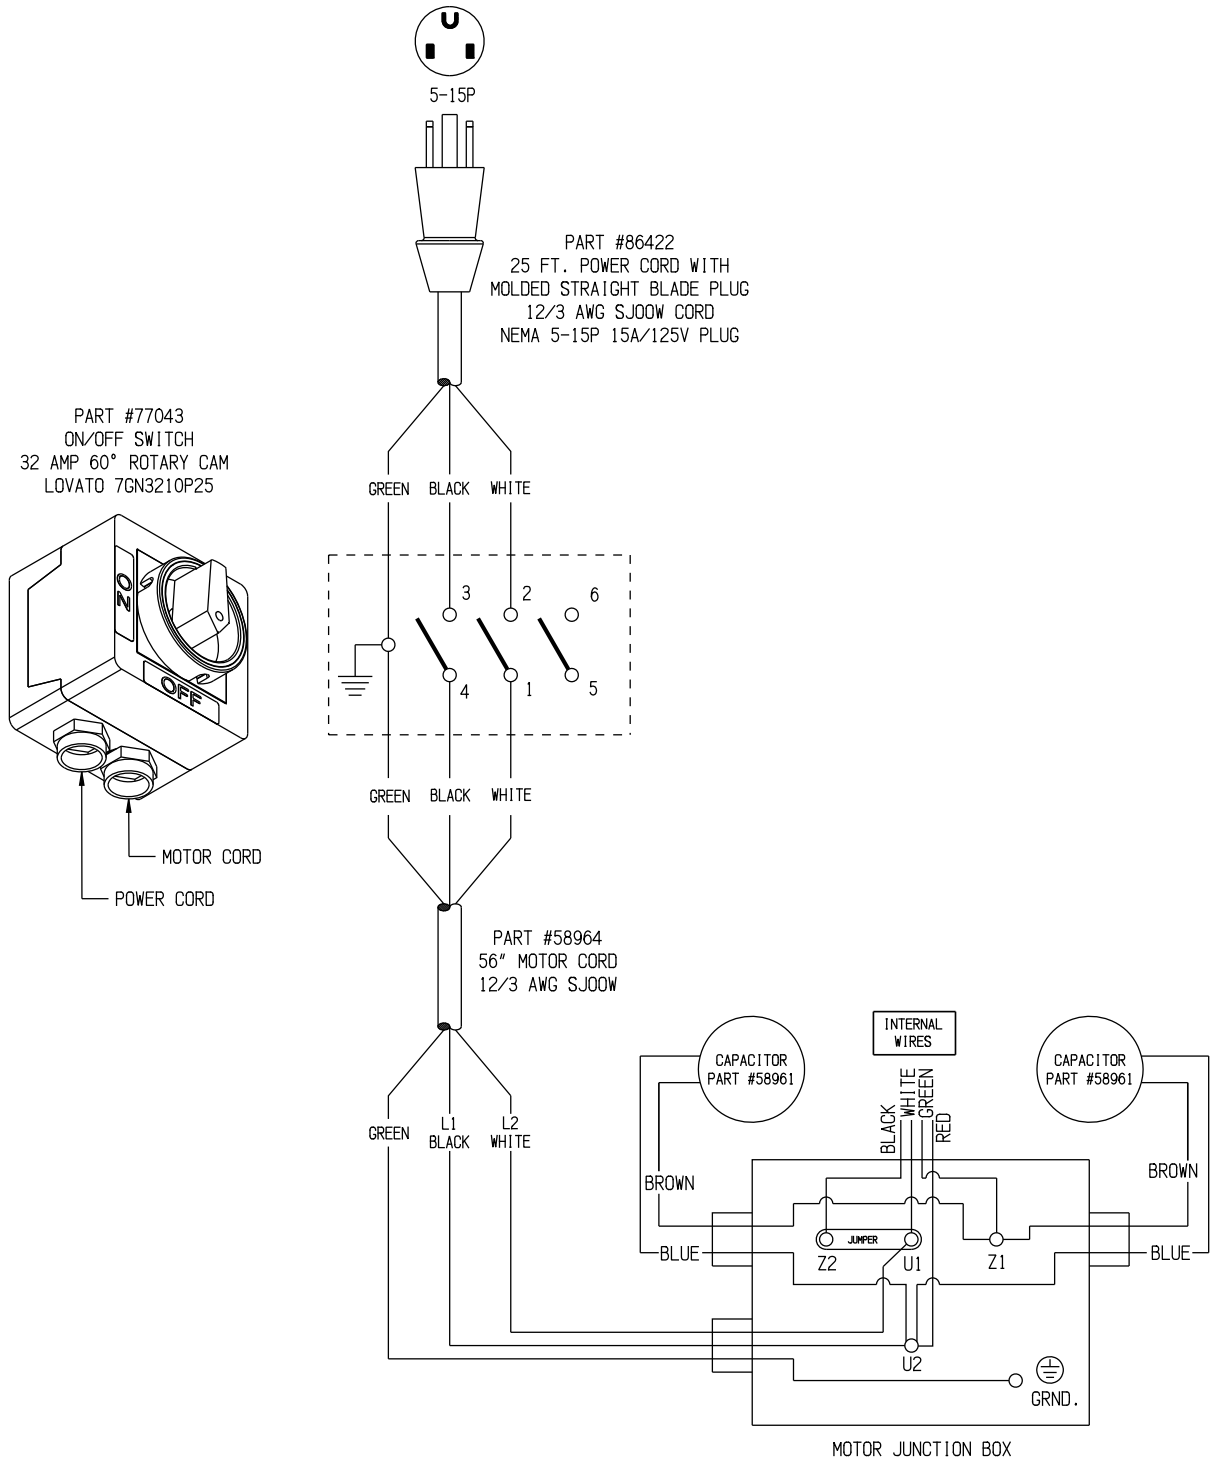 5-15P
PART #86422
25 FT. POWER CORD WITH
MOLDED STRAIGHT BLADE PLUG
12/3 AWG SJOOW CORD
NEMA 5-15P 15A/125V PLUG
PART #77043
ON/OFF SWITCH
32 AMP 60° ROTARY CAM
LOVATO 7GN3210P25
ON
OFF
MOTOR CORD
POWER CORD
GREEN BLACK WHITE
3 2 6
4 1 5
GREEN BLACK WHITE
PART #58964
56" MOTOR CORD
12/3 AWG SJOOW
GREEN
L1
BLACK
L2
WHITE
CAPACITOR
PART #58961
INTERNAL
WIRES
CAPACITOR
PART #58961
BLACK
WHITE
GREEN
RED
BROWN
BROWN
BLUE
BLUE
JUMPER
Z2 U1 Z1
U2
GRND.
MOTOR JUNCTION BOX